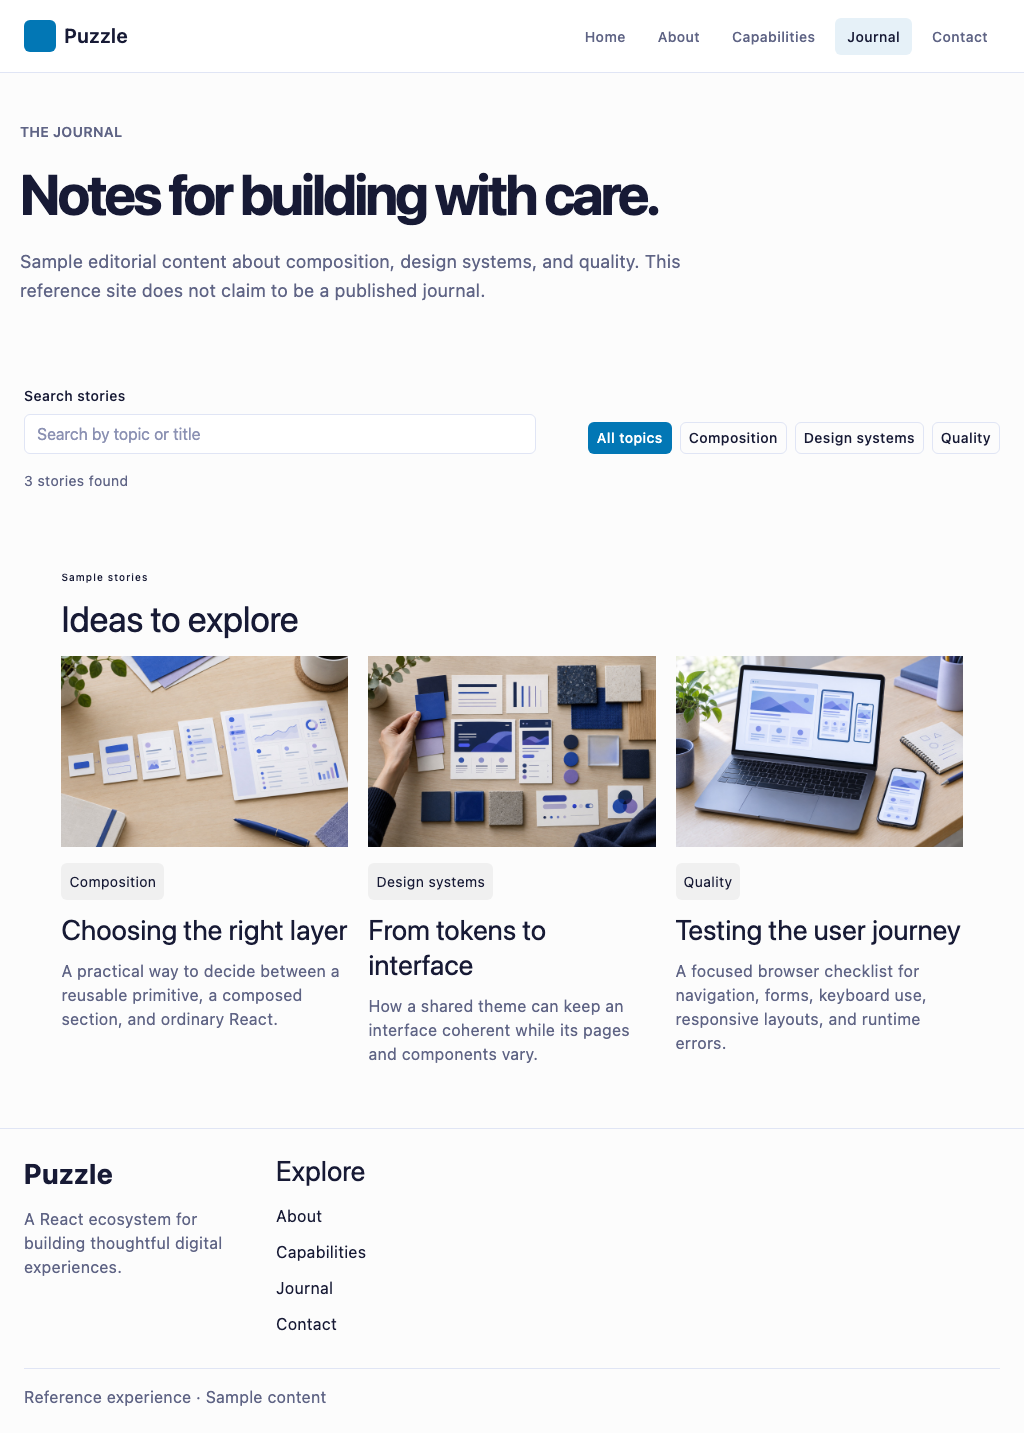 Puzzle
Home
About
Capabilities
Journal
Contact
THE JOURNAL
Notes for building with care.
Sample editorial content about composition, design systems, and quality. This
reference site does not claim to be a published journal.
Search stories
Search by topic or title
All topics
Composition
Design systems
Quality
3 stories found
Sample stories
Ideas to explore
Composition
Choosing the right layer
A practical way to decide between a
reusable primitive, a composed
section, and ordinary React.
Design systems
From tokens to
interface
How a shared theme can keep an
interface coherent while its pages
and components vary.
Quality
Testing the user journey
A focused browser checklist for
navigation, forms, keyboard use,
responsive layouts, and runtime
errors.
Puzzle
A React ecosystem for
building thoughtful digital
experiences.
Explore
About
Capabilities
Journal
Contact
Reference experience · Sample content